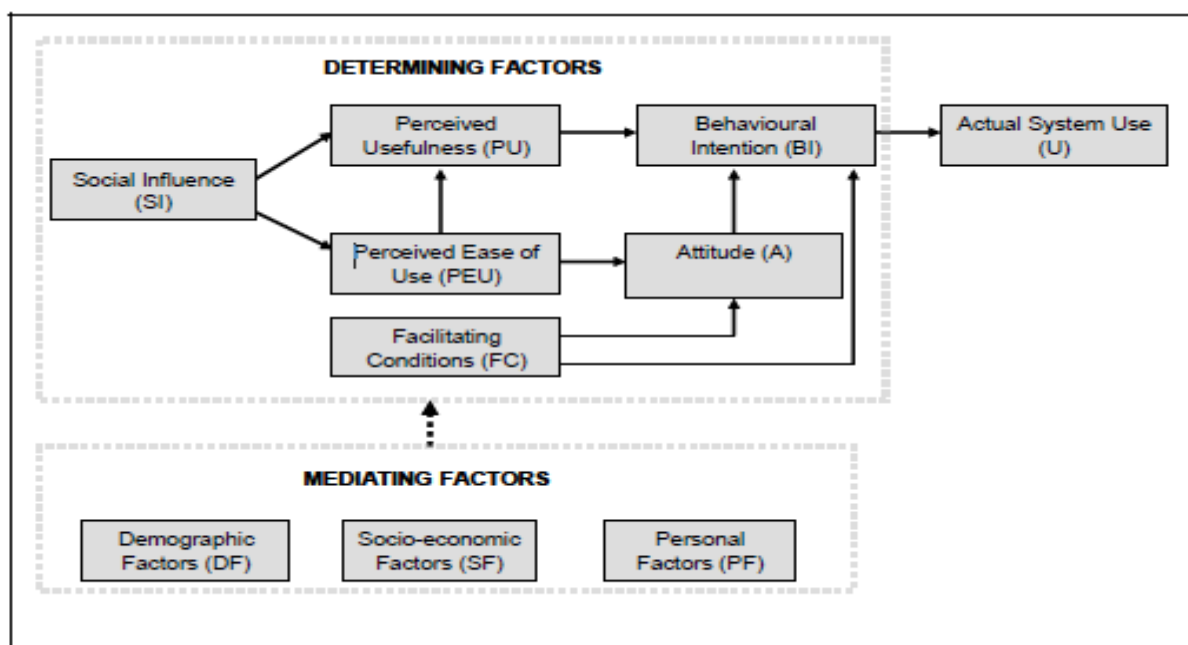 DETERMINING FACTORS
Perceived
Usefulness (PU)
Behavioural
Intention (BI)
Actual System Use
(U)
Social Influence
(SI)
Perceived Ease of
Use (PEU)
Attitude (A)
Facilitating
Conditions (FC)
MEDIATING FACTORS
Demographic
Factors (DF)
Socio-economic
Factors (SF)
Personal
Factors (PF)